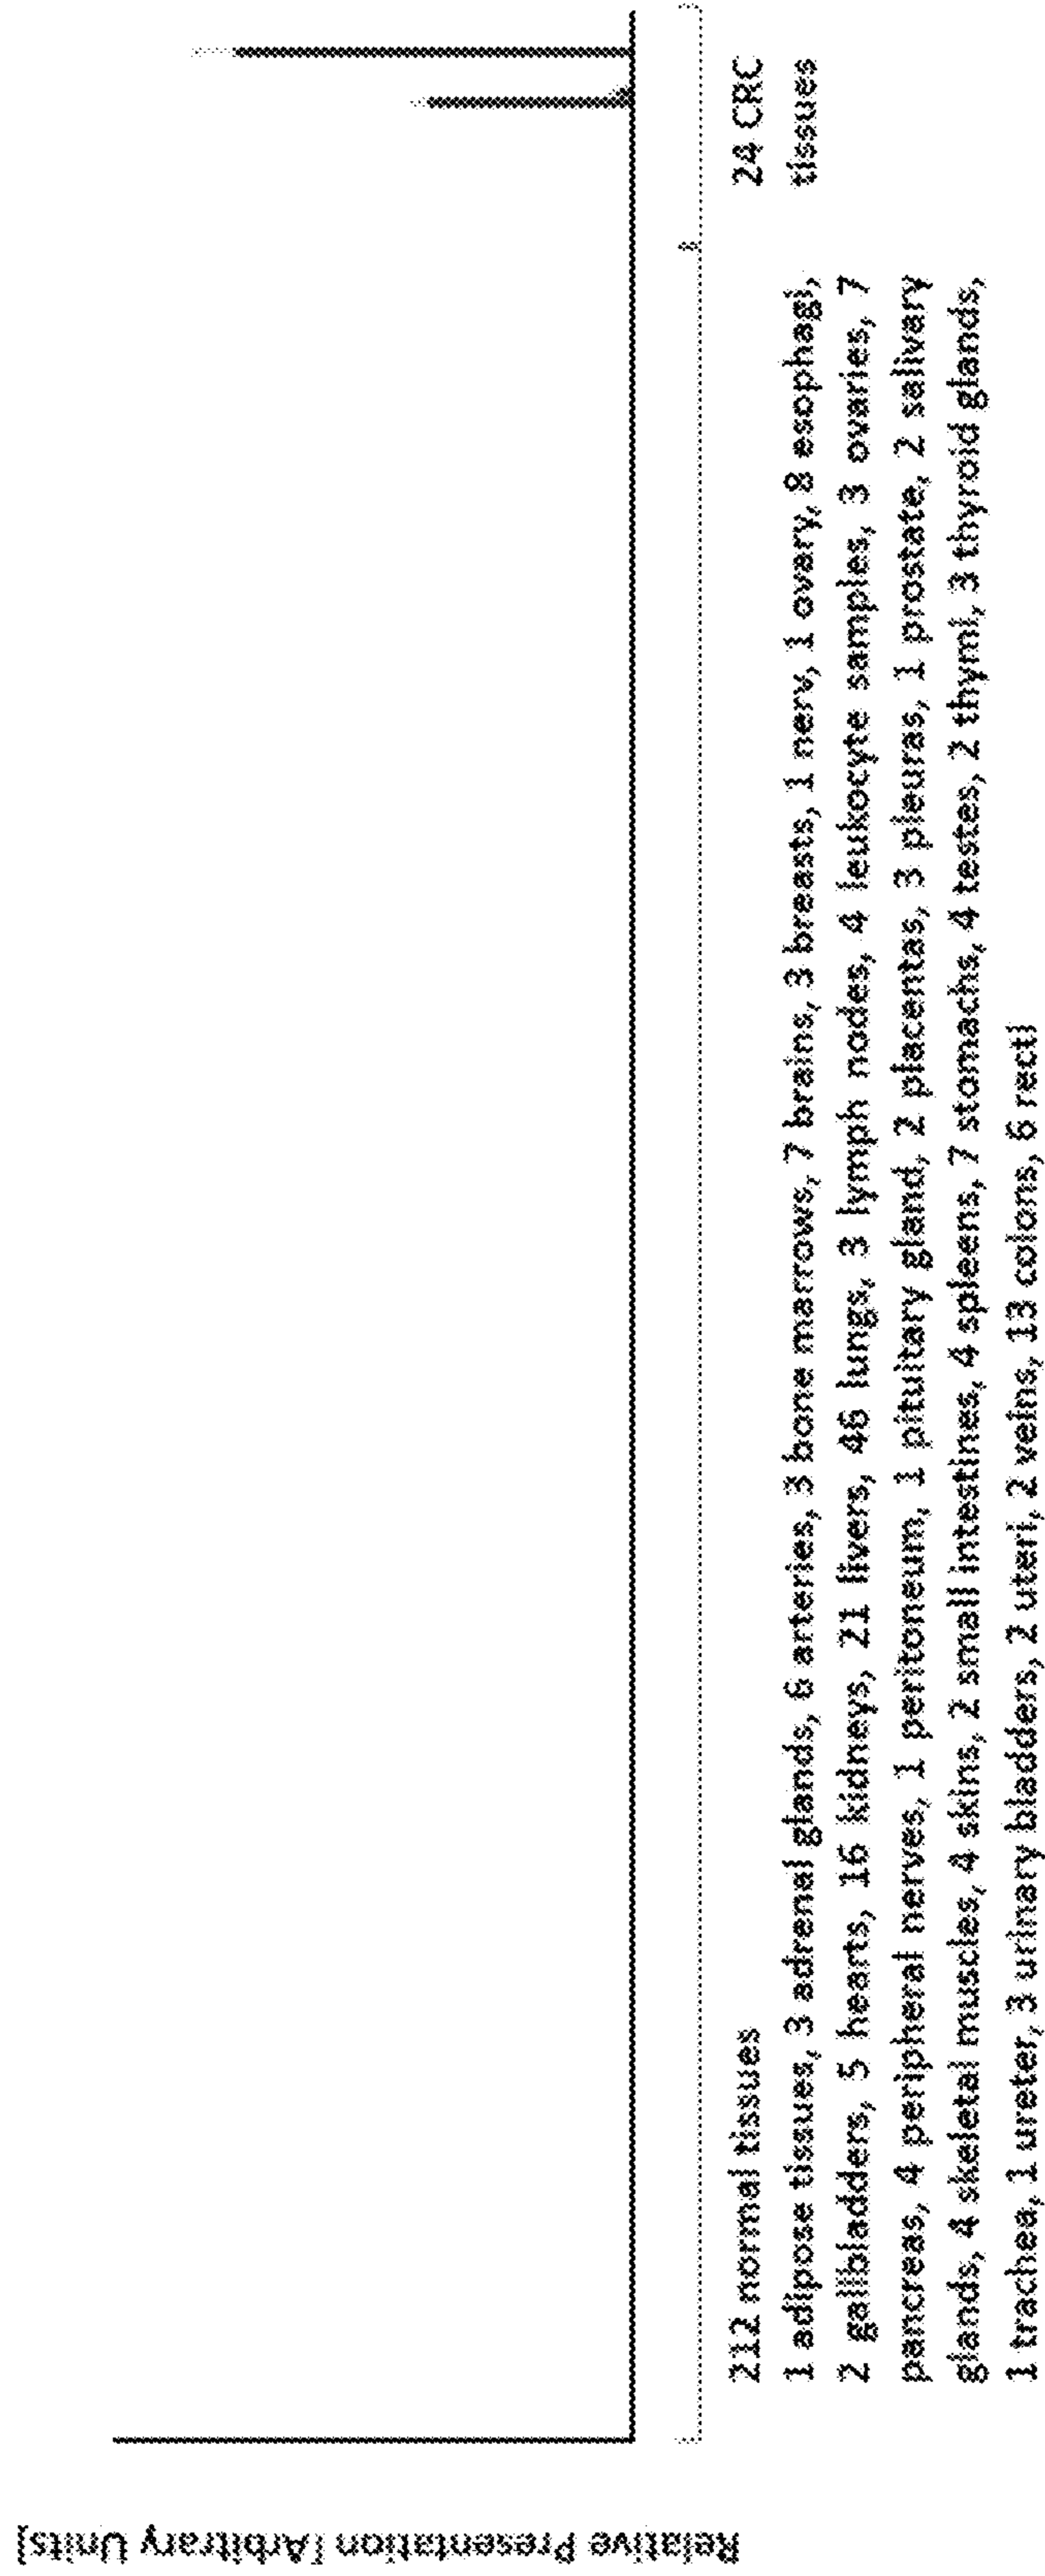 Relative Presentation [Arbitrary Units]
212 normal tissues
1 adipose tissues, 3 adrenal glands, 6 arteries, 3 bone marrows, 7 brains, 3 breasts, 1 nerv, 1 ovary, 8 esophagi,
2 gallbladders, 5 hearts, 16 kidneys, 21 livers, 46 lungs, 3 lymph nodes, 4 leukocyte samples, 3 ovaries, 7
pancreas, 4 peripheral nerves, 1 peritoneum, 1 pituitary gland, 2 placentas, 3 pleuras, 1 prostate, 2 salivary
glands, 4 skeletal muscles, 4 skins, 2 small intestines, 4 spleens, 7 stomachs, 4 testes, 2 thymi, 3 thyroid glands,
1 trachea, 1 ureter, 3 urinary bladders, 2 uteri, 2 veins, 13 colons, 6 recti
24 CRC
tissues